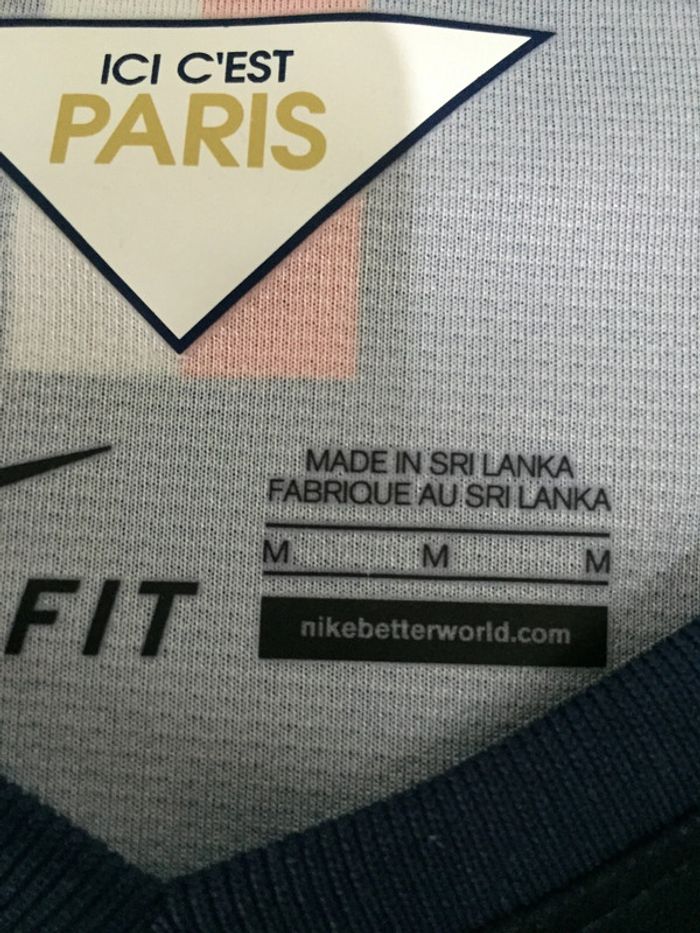 ICI C'EST
PARIS
MADE IN SRI LANKA
FABRIQUE AU SRI LANKA
M M M
FIT
nikebetterworld.com